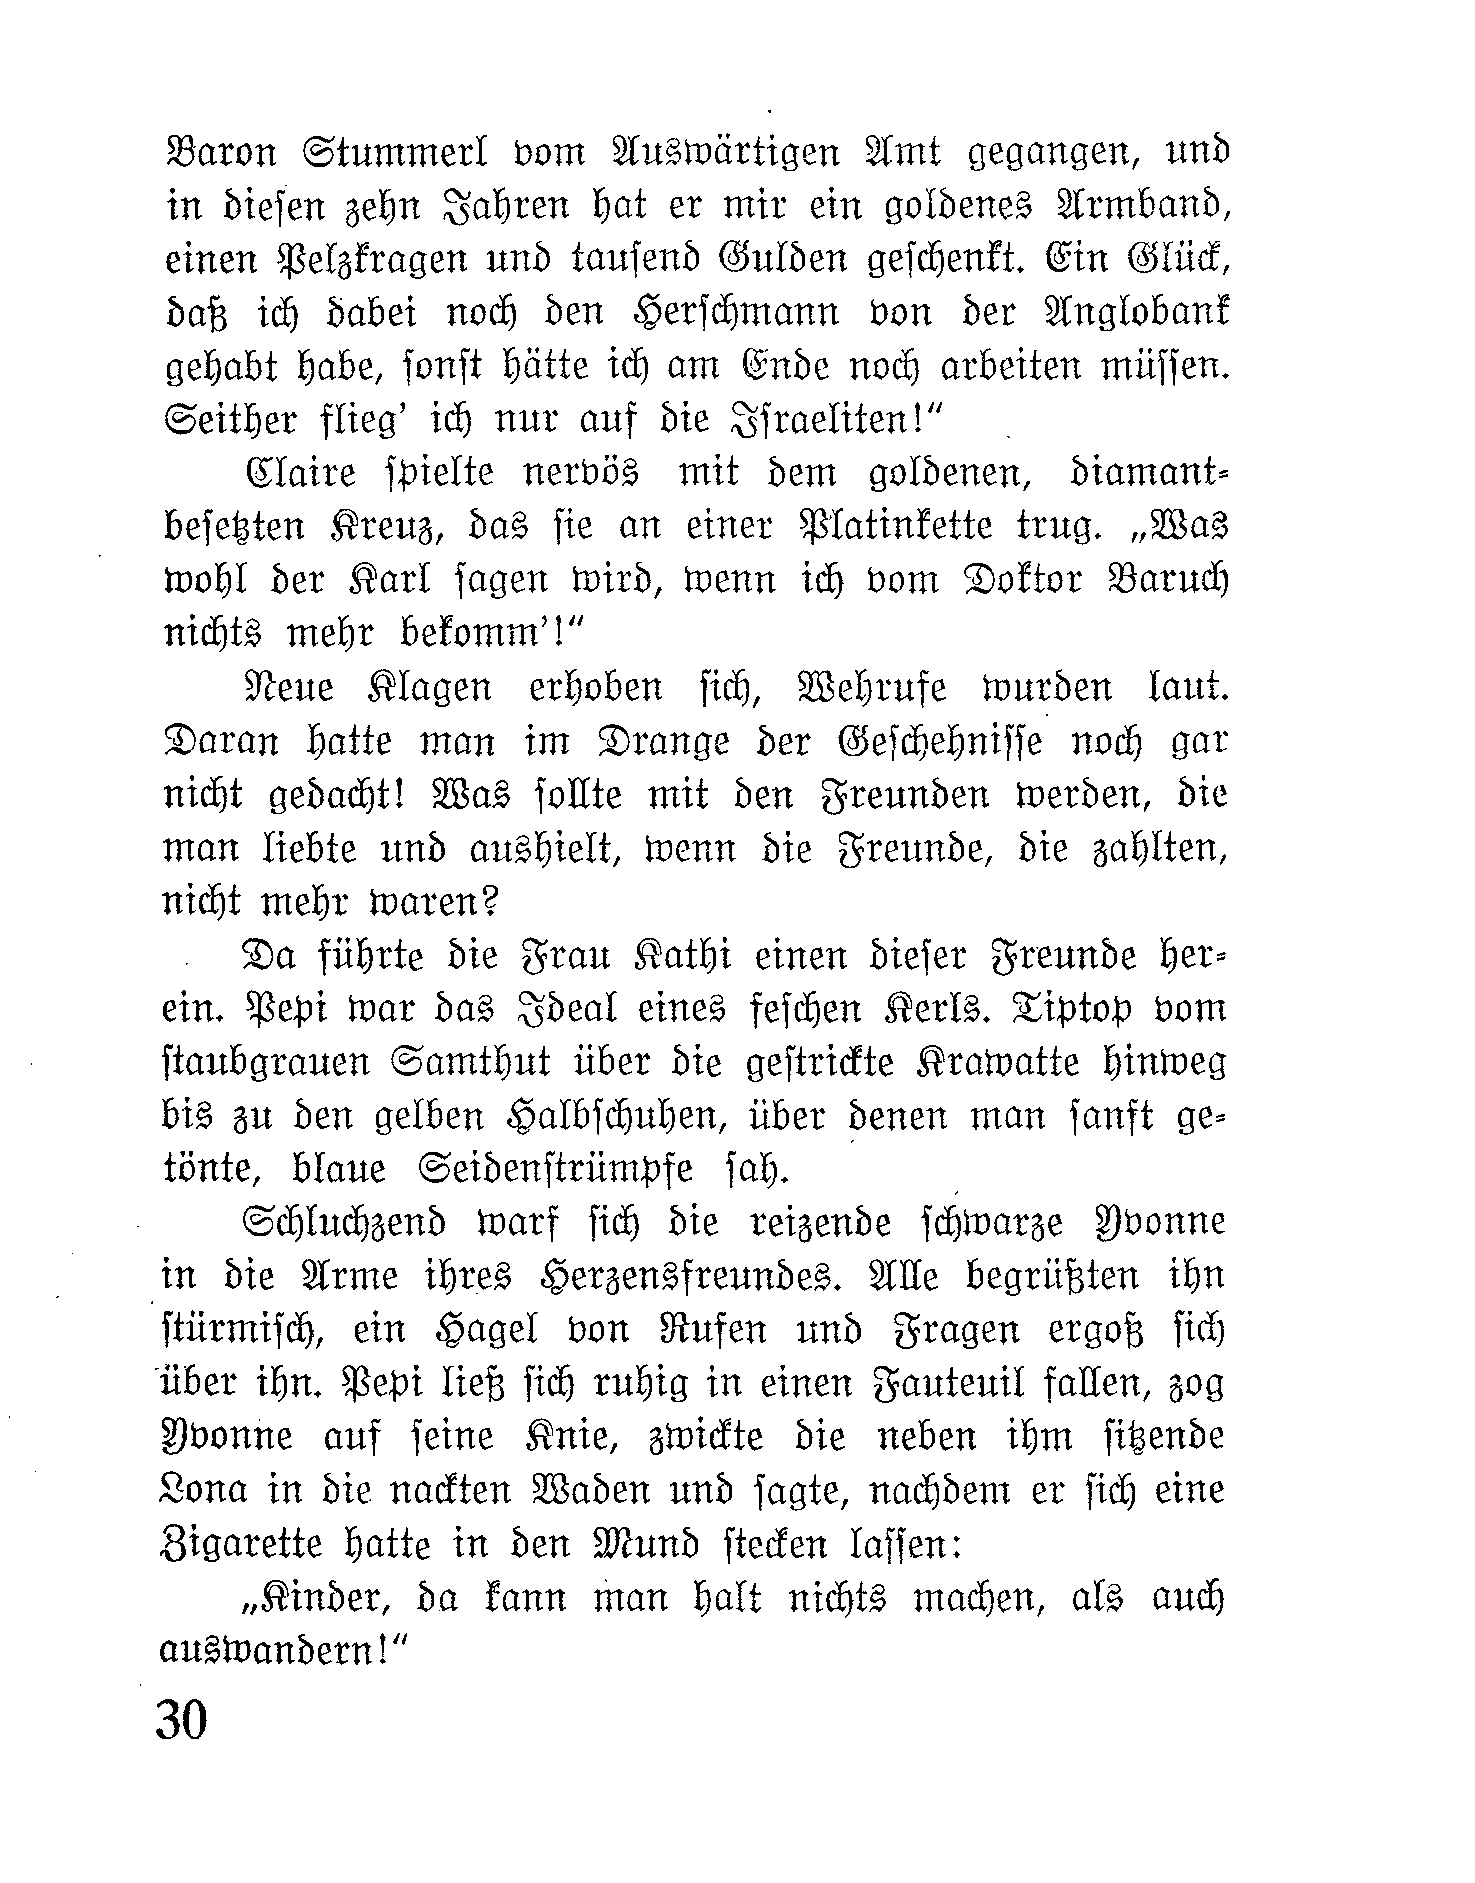 Baron Stummerl vom Auswärtigen Amt gegangen, und
in dieſen zehn Jahren hat er mir ein goldenes Armband,
einen Pelzkragen und tauſend Gulden geſchenkt. Ein Glück,
daß ich dabei noch den Herſchmann von der Anglobank
gehabt habe, ſonſt hätte ich am Ende noch arbeiten müſſen.
Seither flieg’ ich nur auf die Iſraeliten!“
Claire ſpielte nervös mit dem goldenen, diamant-
beſetzten Kreuz, das ſie an einer Platinkette trug. „Was
wohl der Karl ſagen wird, wenn ich vom Doktor Baruch
nichts mehr bekomm’!“
Neue Klagen erhoben ſich, Wehrufe wurden laut.
Daran hatte man im Drange der Geſchehniſſe noch gar
nicht gedacht! Was ſollte mit den Freunden werden, die
man liebte und aushielt, wenn die Freunde, die zahlten,
nicht mehr waren?
Da führte die Frau Kathi einen dieſer Freunde her-
ein. Pepi war das Ideal eines feſchen Kerls. Tiptop vom
ſtaubgrauen Samthut über die geſtrickte Krawatte hinweg
bis zu den gelben Halbſchuhen, über denen man ſanft ge-
tönte, blaue Seidenſtrümpfe ſah.
Schluchzend warf ſich die reizende ſchwarze Yvonne
in die Arme ihres Herzensfreundes. Alle begrüßten ihn
ſtürmiſch, ein Hagel von Rufen und Fragen ergoß ſich
über ihn. Pepi ließ ſich ruhig in einen Fauteuil fallen, zog
Yvonne auf ſeine Knie, zwickte die neben ihm ſitzende
Lona in die nackten Waden und ſagte, nachdem er ſich eine
Zigarette hatte in den Mund ſtecken laſſen:
„Kinder, da kann man halt nichts machen, als auch
auswandern!“
30